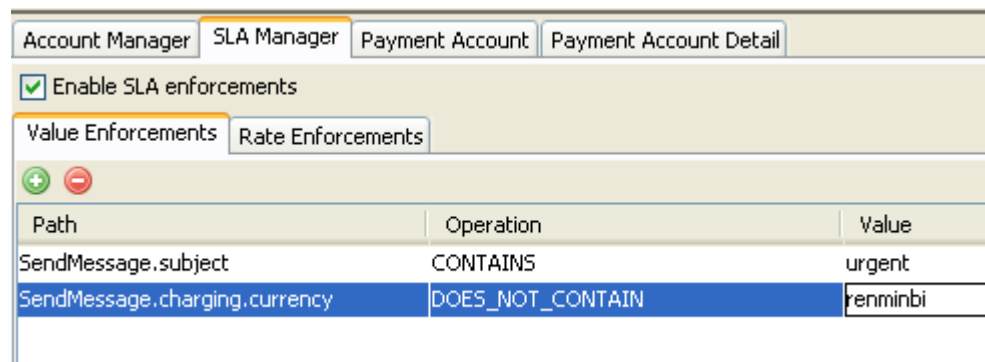 Account Manager SLA Manager Payment Account Payment Account Detail
Enable SLA enforcements
Value Enforcements Rate Enforcements
Path Operation Value
SendMessage.subject CONTAINS urgent
SendMessage.charging.currency DOES_NOT_CONTAIN renminbi